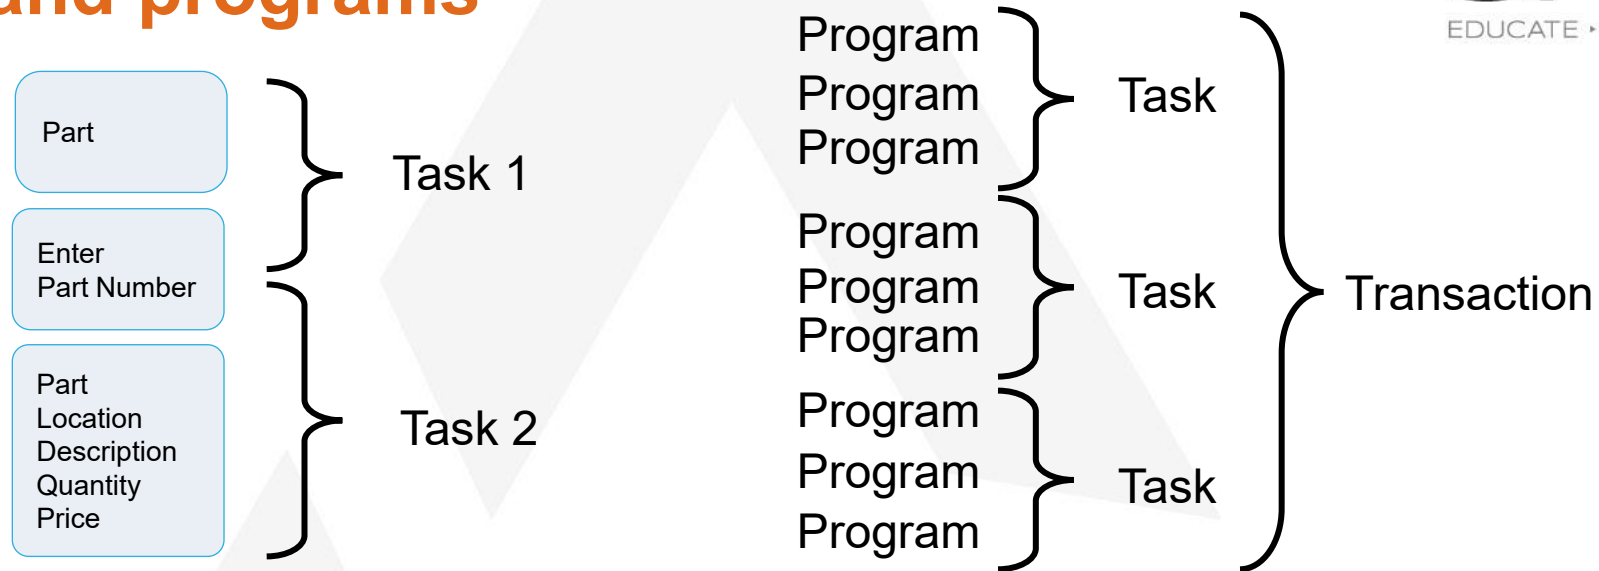 and programs
EDUCATE
Part
Enter
Part Number
Part
Location
Description
Quantity
Price
Task 1
Task 2
Program
Program
Program
Task
Program
Program
Program
Task
Program
Program
Program
Task
Transaction